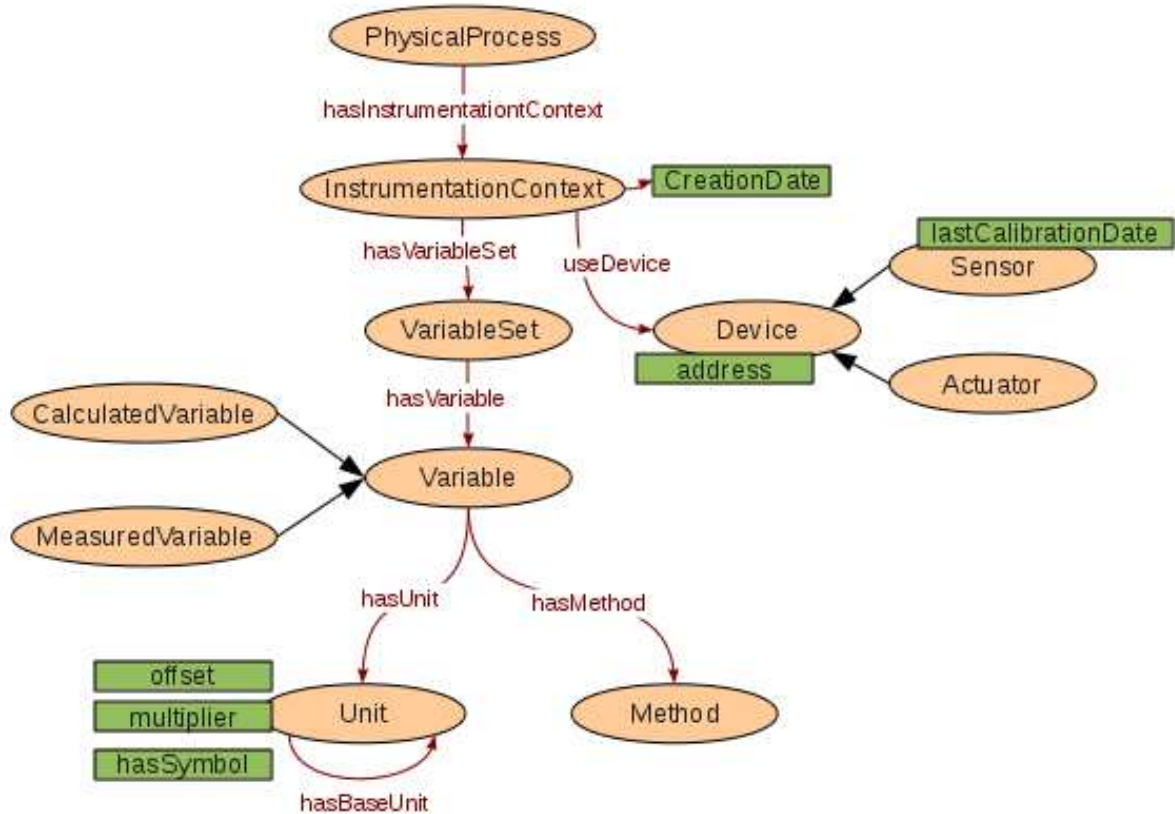 PhysicalProcess
hasInstrumentationtContext
InstrumentationContext
CreationDate
hasVariableSet
useDevice
lastCalibrationDate
Sensor
VariableSet
Device
address
Actuator
hasVariable
CalculatedVariable
Variable
MeasuredVariable
hasUnit
hasMethod
offset
multiplier
Unit
Method
hasSymbol
hasBaseUnit